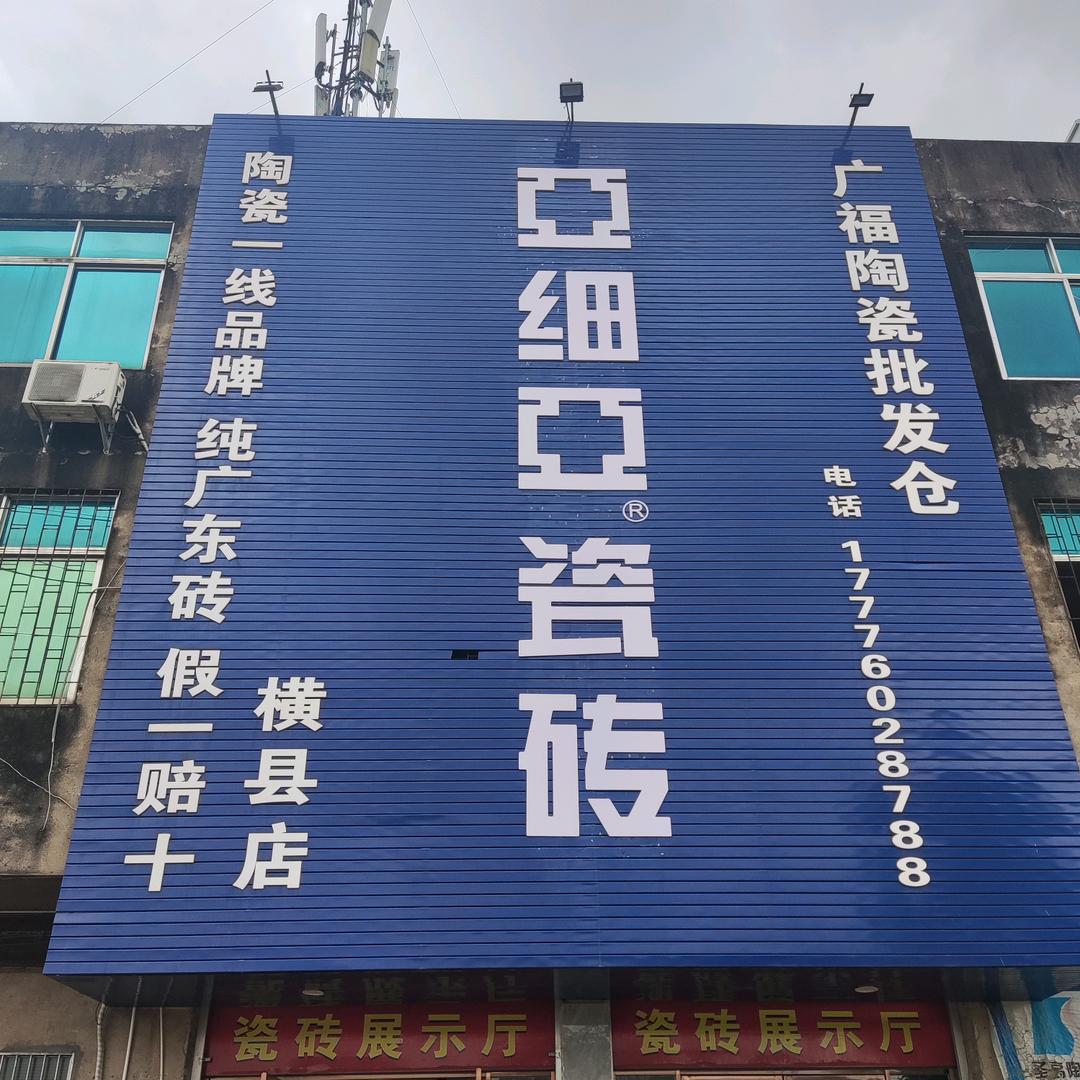 广福陶瓷批发仓
电话 17776028788
亞细亞®瓷砖
陶瓷一线品牌 纯广东砖 假一赔十
横县店
瓷砖展示厅
瓷砖展示厅